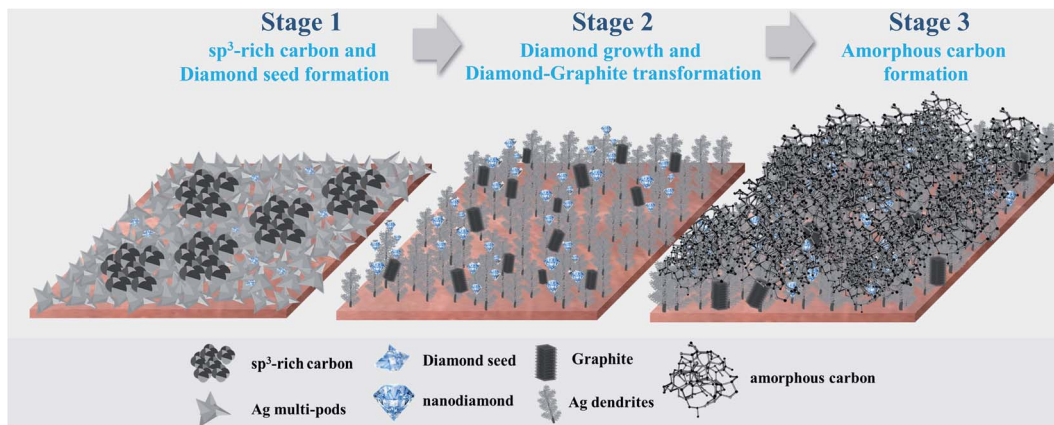 Stage 1
sp³-rich carbon and
Diamond seed formation
Stage 2
Diamond growth and
Diamond-Graphite transformation
Stage 3
Amorphous carbon
formation
sp³-rich carbon
Diamond seed
Graphite
amorphous carbon
Ag multi-pods
nanodiamond
Ag dendrites